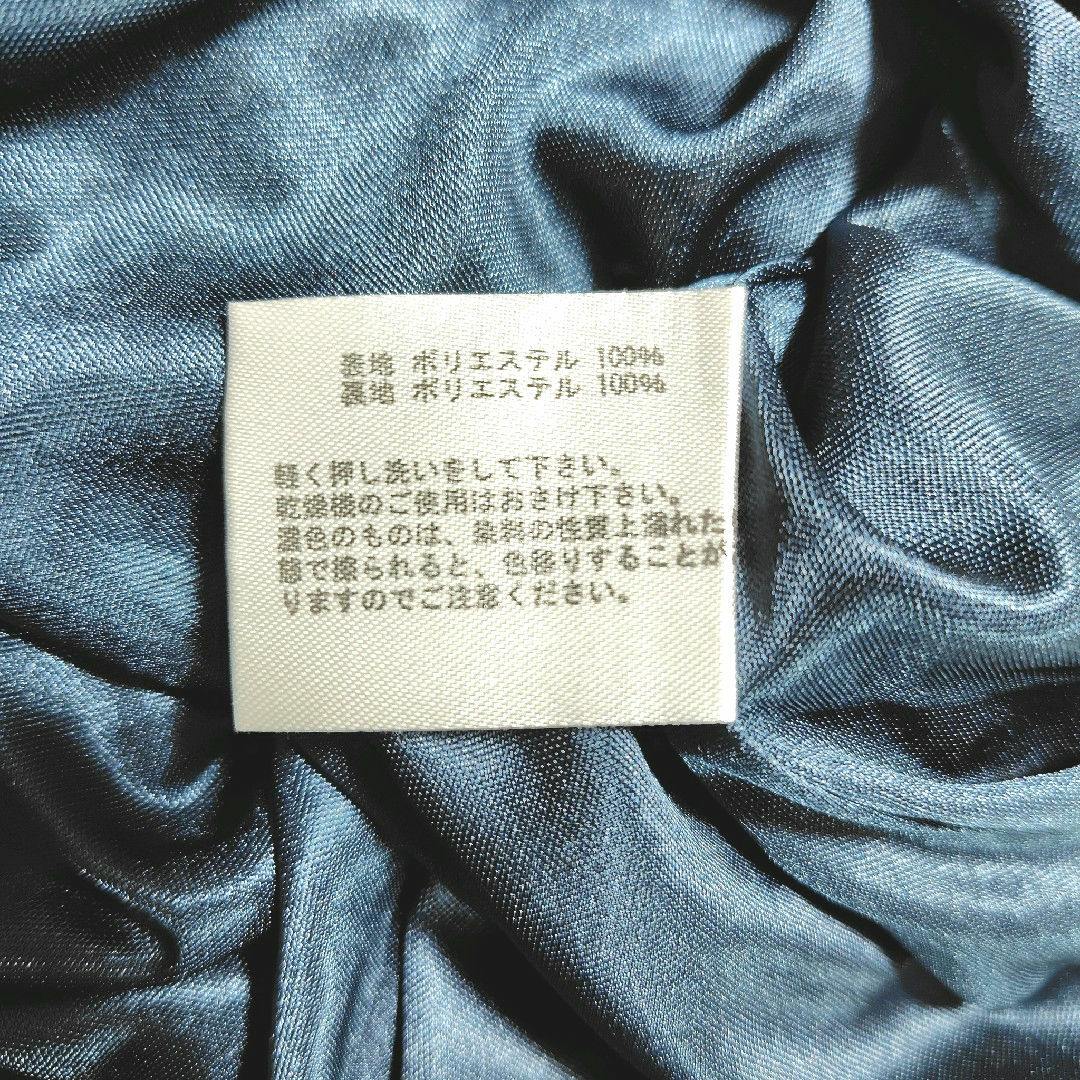 表地 ポリエステル 100%
裏地 ポリエステル 100%
軽く押し洗いをして下さい。
乾燥機のご使用はおさけ下さい。
濃色のものは、染料の性質上濡れた
態で擦られると、色移りすることが
りますのでご注意ください。